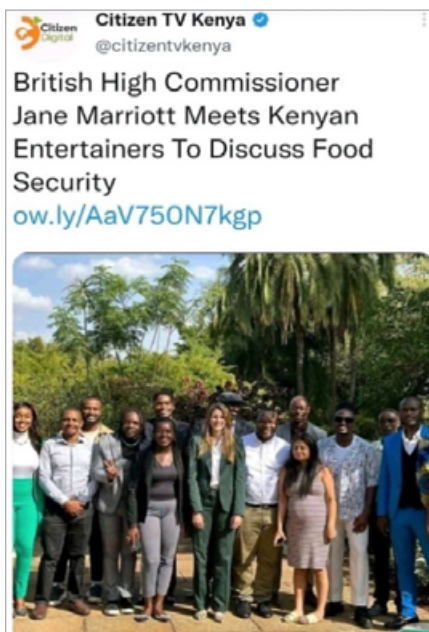 Citizen TV Kenya
Citizen
Digital
@citizentvkenya
British High Commissioner
Jane Marriott Meets Kenyan
Entertainers To Discuss Food
Security
ow.ly/AaV750N7kgp